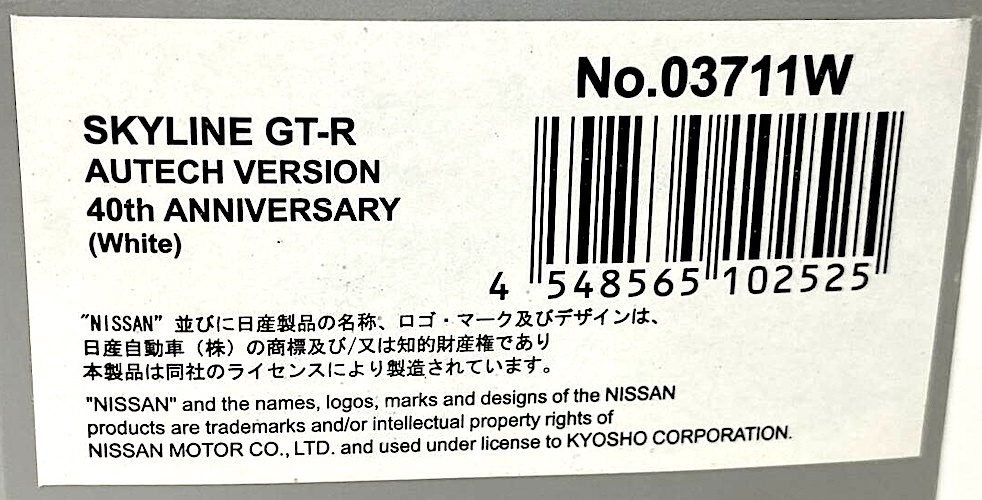 No.03711W
SKYLINE GT-R
AUTECH VERSION
40th ANNIVERSARY
(White)
4 548565 102525
"NISSAN" 並びに日産製品の名称、ロゴ・マーク及びデザインは、
日産自動車（株）の商標及び/又は知的財産権であり
本製品は同社のライセンスにより製造されています。
"NISSAN" and the names, logos, marks and designs of the NISSAN
products are trademarks and/or intellectual property rights of
NISSAN MOTOR CO., LTD. and used under license to KYOSHO CORPORATION.